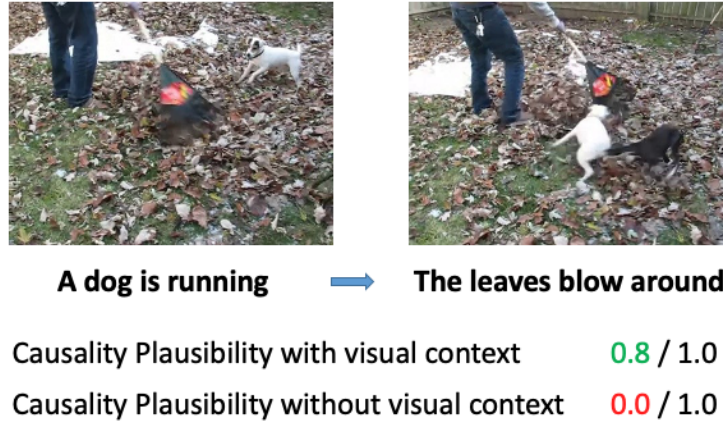 A dog is running
The leaves blow around
Causality Plausibility with visual context 0.8 / 1.0
Causality Plausibility without visual context 0.0 / 1.0